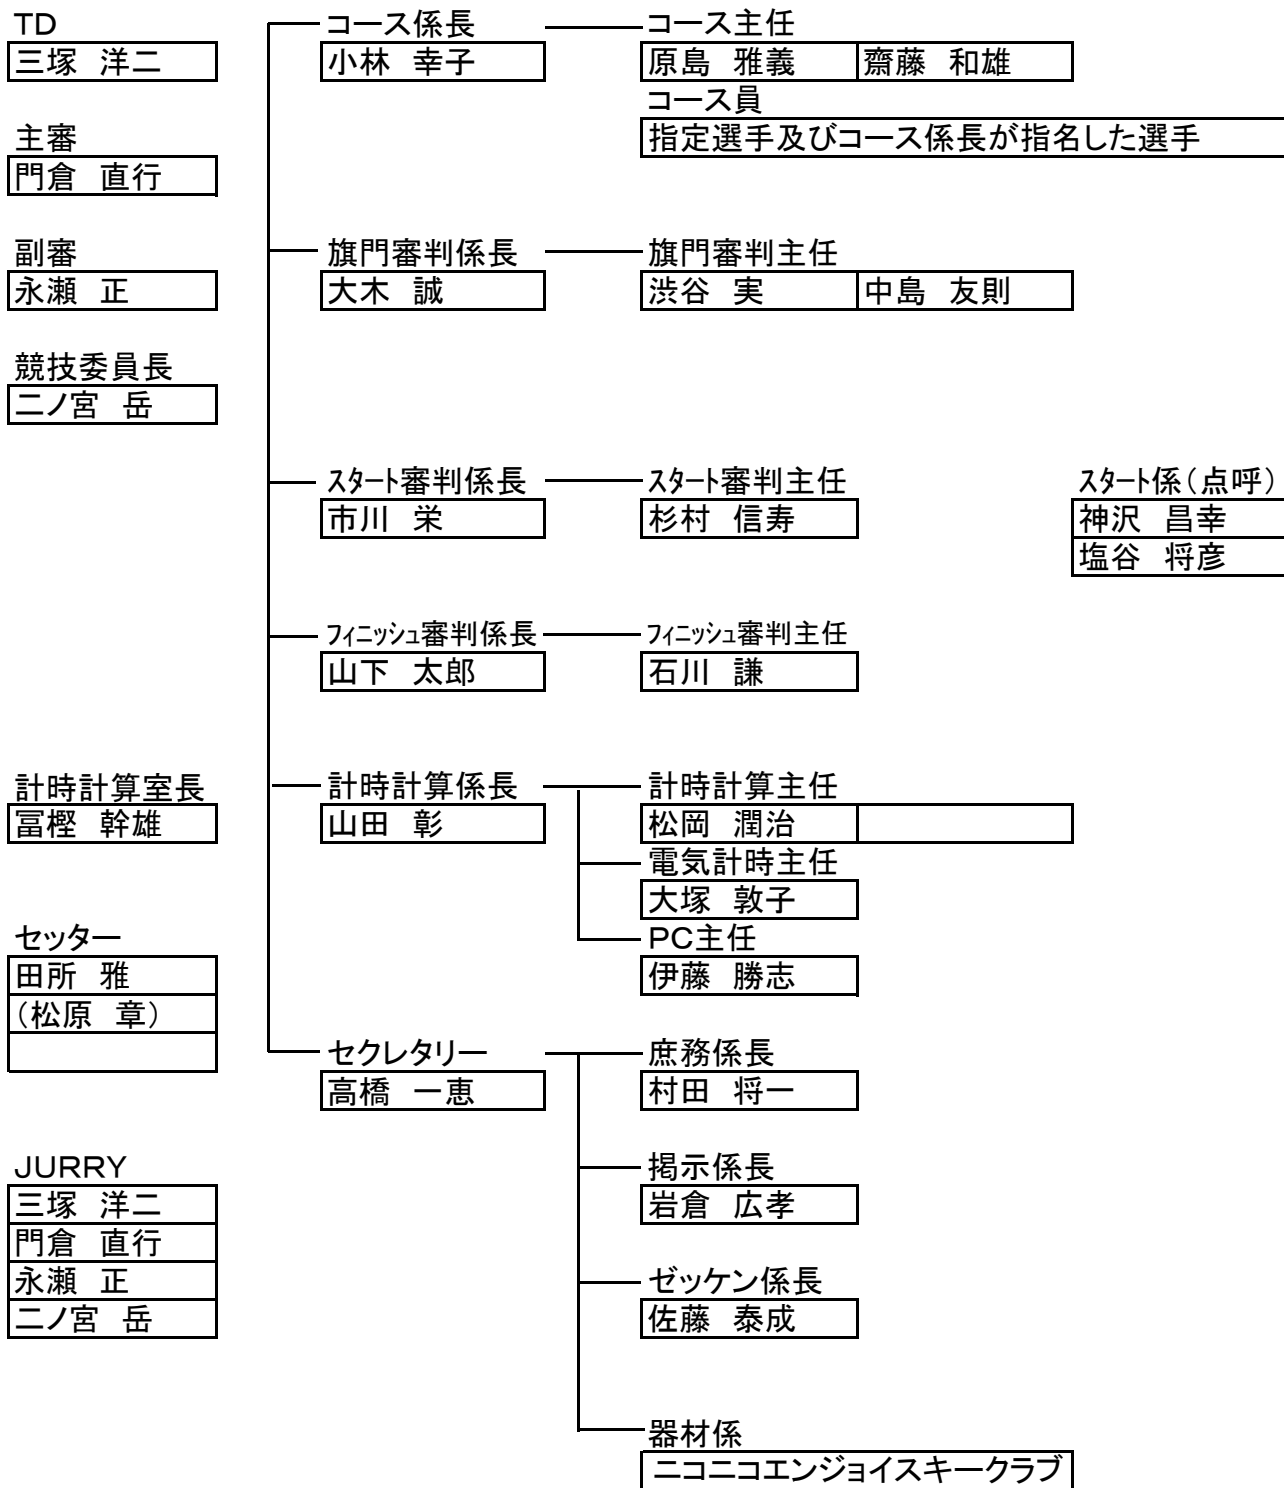 TD
三塚　洋二
主審
門倉　直行
副審
永瀬　正
競技委員長
二ノ宮　岳
計時計算室長
冨樫　幹雄
セッター
田所　雅
（松原　章）
JURRY
三塚　洋二
門倉　直行
永瀬　正
二ノ宮　岳
コース係長
小林　幸子
コース主任
原島　雅義　齋藤　和雄
コース員
指定選手及びコース係長が指名した選手
旗門審判係長
大木　誠
旗門審判主任
渋谷　実　中島　友則
ｽﾀｰﾄ審判係長
市川　栄
ｽﾀｰﾄ審判主任
杉村　信寿
ｽﾀｰﾄ係（点呼）
神沢　昌幸
塩谷　将彦
ﾌｨﾆｯｼｭ審判係長
山下　太郎
ﾌｨﾆｯｼｭ審判主任
石川　謙
計時計算係長
山田　彰
計時計算主任
松岡　潤治
電気計時主任
大塚　敦子
PC主任
伊藤　勝志
セクレタリー
高橋　一恵
庶務係長
村田　将一
掲示係長
岩倉　広孝
ゼッケン係長
佐藤　泰成
器材係
ニコニコエンジョイスキークラブ